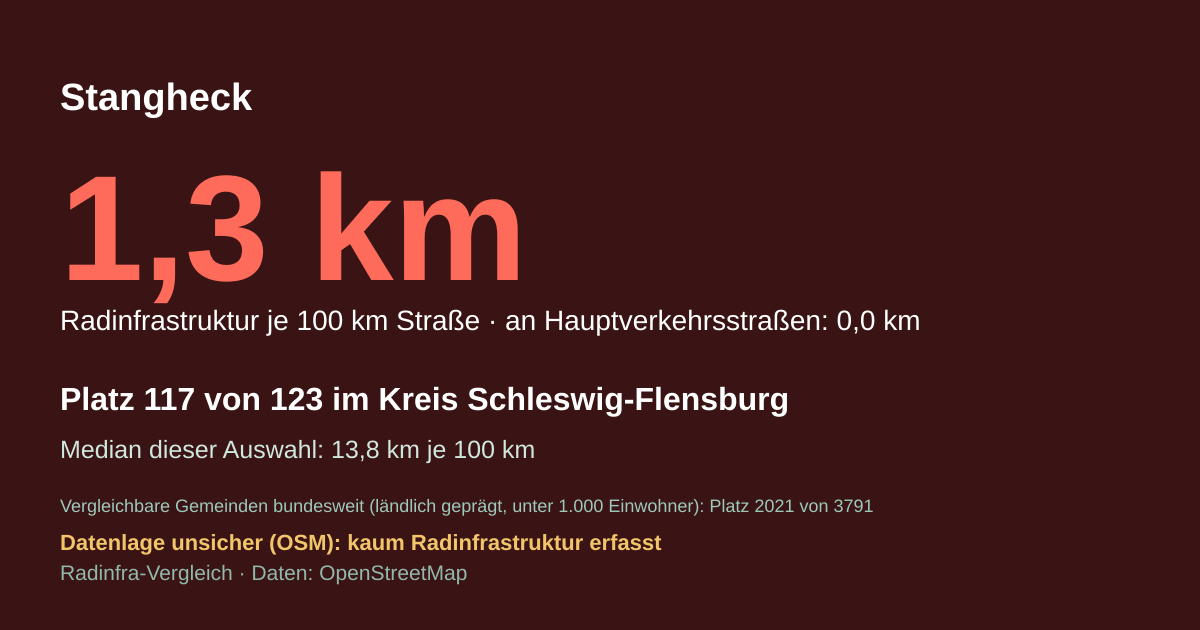 Stangheck
1,3 km
Radinfrastruktur je 100 km Straße · an Hauptverkehrsstraßen: 0,0 km
Platz 117 von 123 im Kreis Schleswig-Flensburg
Median dieser Auswahl: 13,8 km je 100 km
Vergleichbare Gemeinden bundesweit (ländlich geprägt, unter 1.000 Einwohner): Platz 2021 von 3791
Datenlage unsicher (OSM): kaum Radinfrastruktur erfasst
Radinfra-Vergleich · Daten: OpenStreetMap